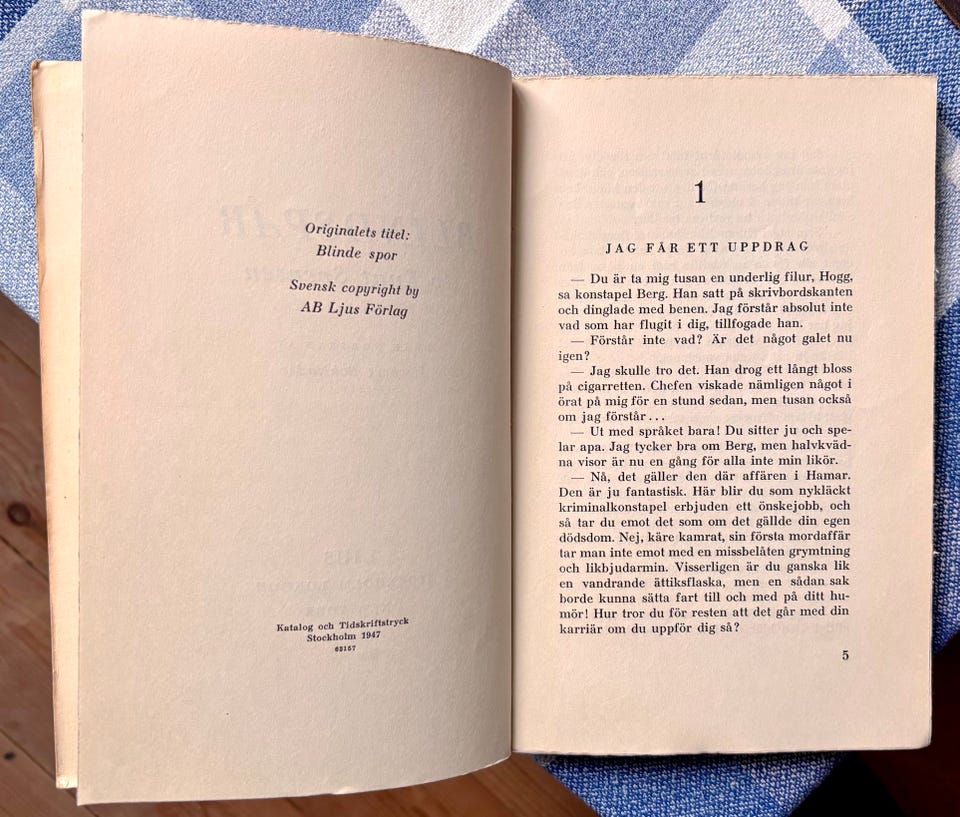 Originalets titel:
Blinde spor
Svensk copyright by
AB Ljus Förlag
Katalog och Tidskriftstryck
Stockholm 1947
63157
1
JAG FÅR ETT UPPDRAG
— Du är ta mig tusan en underlig filur, Hogg,
sa konstapel Berg. Han satt på skrivbordskanten
och dinglade med benen. Jag förstår absolut inte
vad som har flugit i dig, tillfogade han.
— Förstår inte vad? Är det något galet nu
igen?
— Jag skulle tro det. Han drog ett långt bloss
på cigarretten. Chefen viskade nämligen något i
örat på mig för en stund sedan, men tusan också
om jag förstår . . .
— Ut med språket bara! Du sitter ju och spe-
lar apa. Jag tycker bra om Berg, men halvkväd-
na visor är nu en gång för alla inte min likör.
— Nå, det gäller den där affären i Hamar.
Den är ju fantastisk. Här blir du som nykläckt
kriminalkonstapel erbjuden ett önskejobb, och
så tar du emot det som om det gällde din egen
dödsdom. Nej, käre kamrat, sin första mordaffär
tar man inte emot med en missbelåten grymtning
och likbjudarmin. Visserligen är du ganska lik
en vandrande ättiksflaska, men en sådan sak
borde kunna sätta fart till och med på ditt hu-
mör! Hur tror du för resten att det går med din
karriär om du uppför dig så?
5